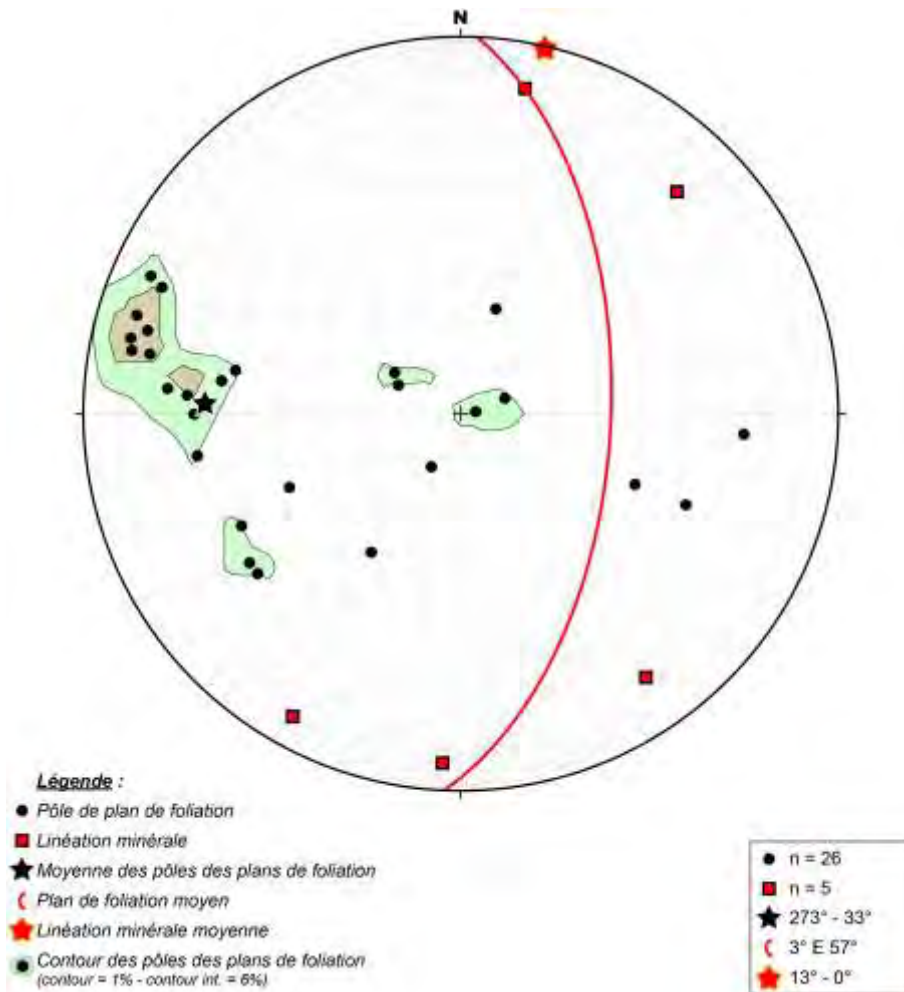 N
Légende :
Pôle de plan de foliation
Linéation minérale
Moyenne des pôles des plans de foliation
Plan de foliation moyen
Linéation minérale moyenne
Contour des pôles des plans de foliation
(contour = 1% - contour int. = 6%)
n = 26
n = 5
273° - 33°
3° E 57°
13° - 0°